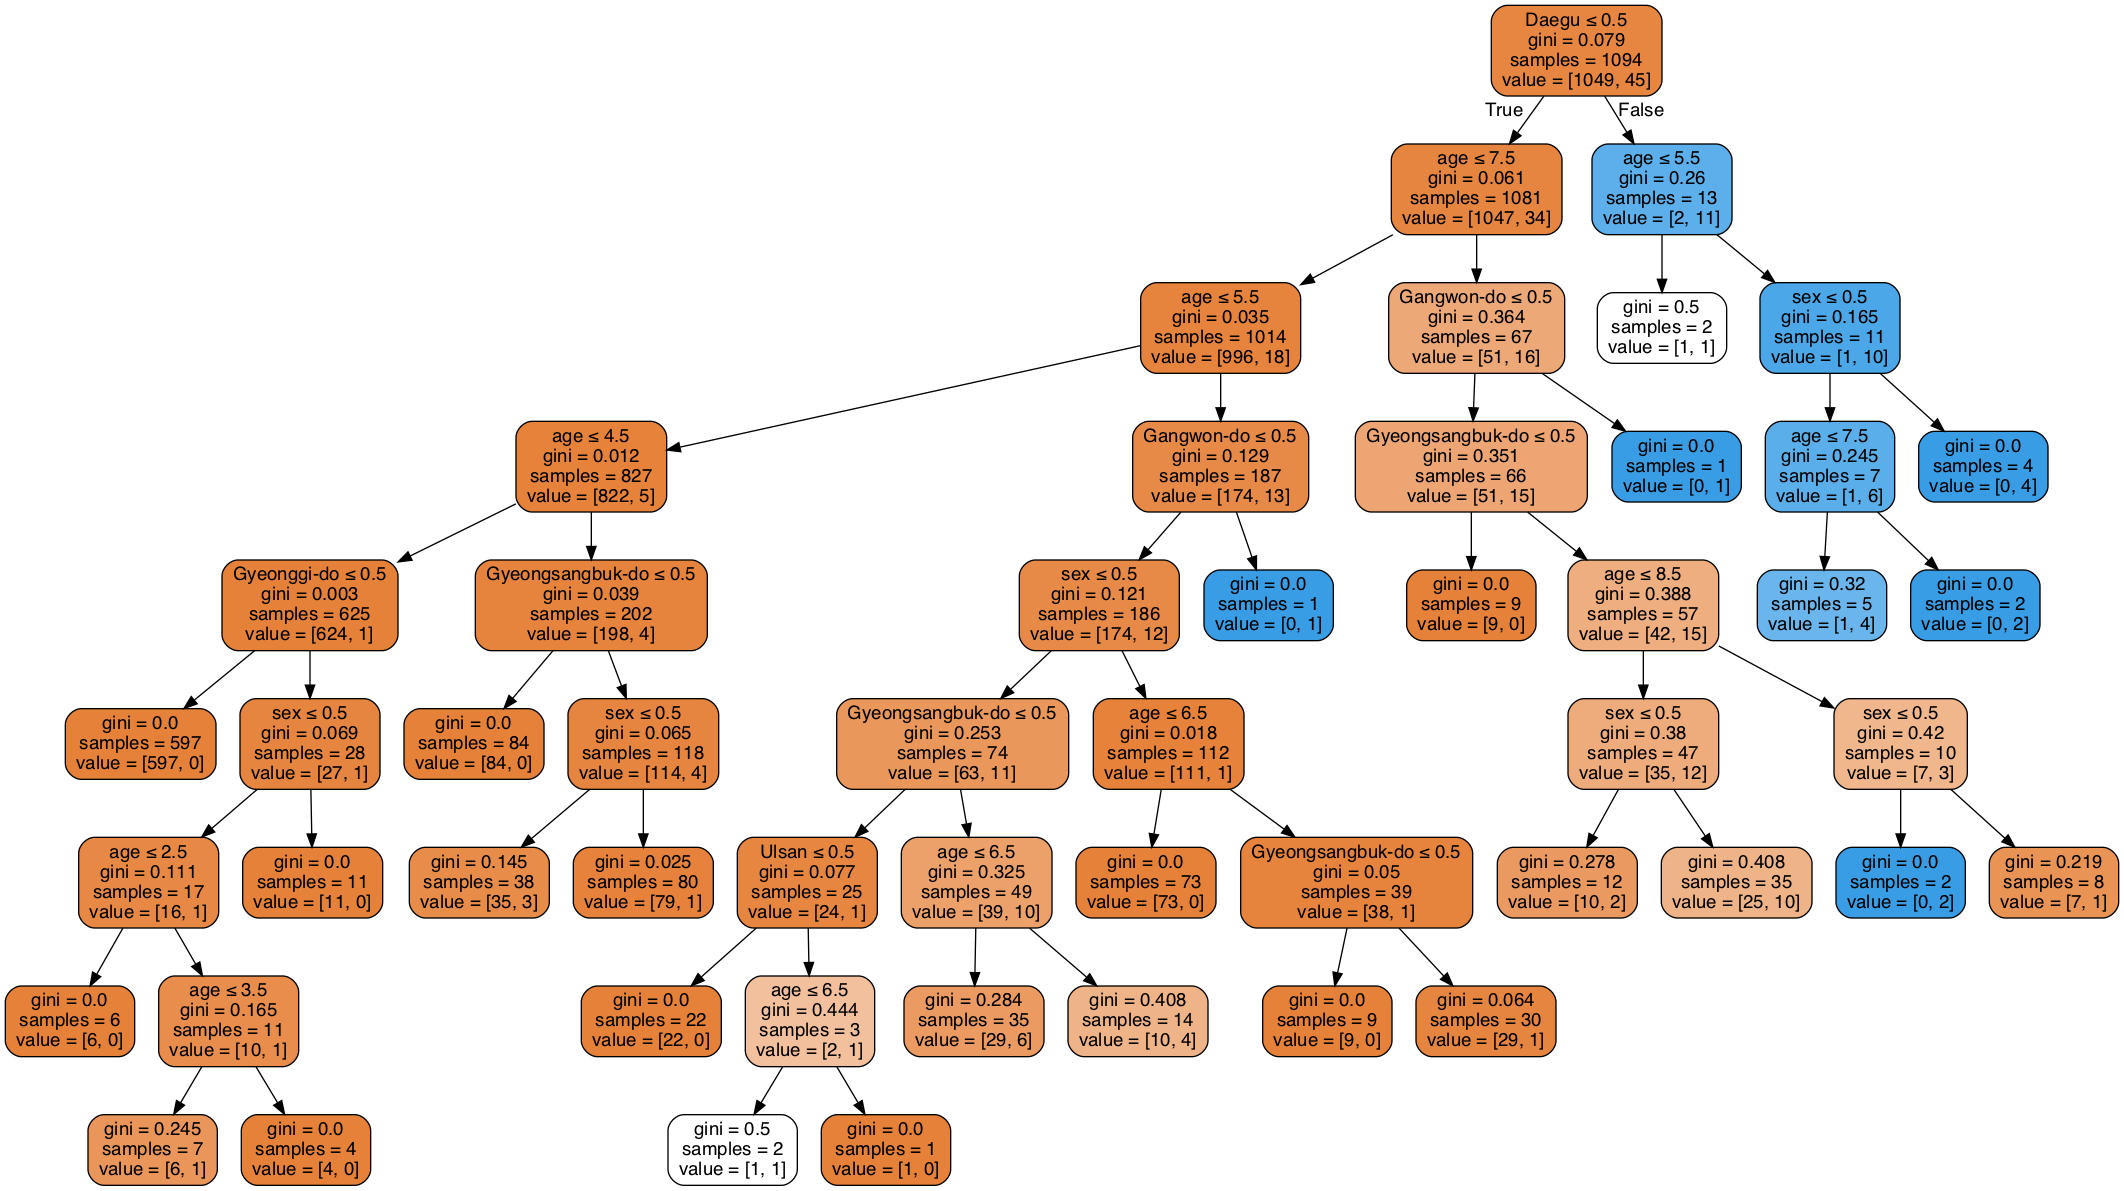 Daegu ≤ 0.5
gini = 0.079
samples = 1094
value = [1049, 45]
True
False
age ≤ 7.5
gini = 0.061
samples = 1081
value = [1047, 34]
age ≤ 5.5
gini = 0.26
samples = 13
value = [2, 11]
age ≤ 5.5
gini = 0.035
samples = 1014
value = [996, 18]
Gangwon-do ≤ 0.5
gini = 0.364
samples = 67
value = [51, 16]
gini = 0.5
samples = 2
value = [1, 1]
sex ≤ 0.5
gini = 0.165
samples = 11
value = [1, 10]
age ≤ 4.5
gini = 0.012
samples = 827
value = [822, 5]
Gangwon-do ≤ 0.5
gini = 0.129
samples = 187
value = [174, 13]
Gyeongsangbuk-do ≤ 0.5
gini = 0.351
samples = 66
value = [51, 15]
gini = 0.0
samples = 1
value = [0, 1]
age ≤ 7.5
gini = 0.245
samples = 7
value = [1, 6]
gini = 0.0
samples = 4
value = [0, 4]
Gyeonggi-do ≤ 0.5
gini = 0.003
samples = 625
value = [624, 1]
Gyeongsangbuk-do ≤ 0.5
gini = 0.039
samples = 202
value = [198, 4]
sex ≤ 0.5
gini = 0.121
samples = 186
value = [174, 12]
gini = 0.0
samples = 1
value = [0, 1]
gini = 0.0
samples = 9
value = [9, 0]
age ≤ 8.5
gini = 0.388
samples = 57
value = [42, 15]
gini = 0.32
samples = 5
value = [1, 4]
gini = 0.0
samples = 2
value = [0, 2]
gini = 0.0
samples = 597
value = [597, 0]
sex ≤ 0.5
gini = 0.069
samples = 28
value = [27, 1]
gini = 0.0
samples = 84
value = [84, 0]
sex ≤ 0.5
gini = 0.065
samples = 118
value = [114, 4]
Gyeongsangbuk-do ≤ 0.5
gini = 0.253
samples = 74
value = [63, 11]
age ≤ 6.5
gini = 0.018
samples = 112
value = [111, 1]
sex ≤ 0.5
gini = 0.38
samples = 47
value = [35, 12]
sex ≤ 0.5
gini = 0.42
samples = 10
value = [7, 3]
age ≤ 2.5
gini = 0.111
samples = 17
value = [16, 1]
gini = 0.0
samples = 11
value = [11, 0]
gini = 0.145
samples = 38
value = [35, 3]
gini = 0.025
samples = 80
value = [79, 1]
Ulsan ≤ 0.5
gini = 0.077
samples = 25
value = [24, 1]
age ≤ 6.5
gini = 0.325
samples = 49
value = [39, 10]
gini = 0.0
samples = 73
value = [73, 0]
Gyeongsangbuk-do ≤ 0.5
gini = 0.05
samples = 39
value = [38, 1]
gini = 0.278
samples = 12
value = [10, 2]
gini = 0.408
samples = 35
value = [25, 10]
gini = 0.0
samples = 2
value = [0, 2]
gini = 0.219
samples = 8
value = [7, 1]
gini = 0.0
samples = 6
value = [6, 0]
age ≤ 3.5
gini = 0.165
samples = 11
value = [10, 1]
gini = 0.0
samples = 22
value = [22, 0]
age ≤ 6.5
gini = 0.444
samples = 3
value = [2, 1]
gini = 0.284
samples = 35
value = [29, 6]
gini = 0.408
samples = 14
value = [10, 4]
gini = 0.0
samples = 9
value = [9, 0]
gini = 0.064
samples = 30
value = [29, 1]
gini = 0.245
samples = 7
value = [6, 1]
gini = 0.0
samples = 4
value = [4, 0]
gini = 0.5
samples = 2
value = [1, 1]
gini = 0.0
samples = 1
value = [1, 0]